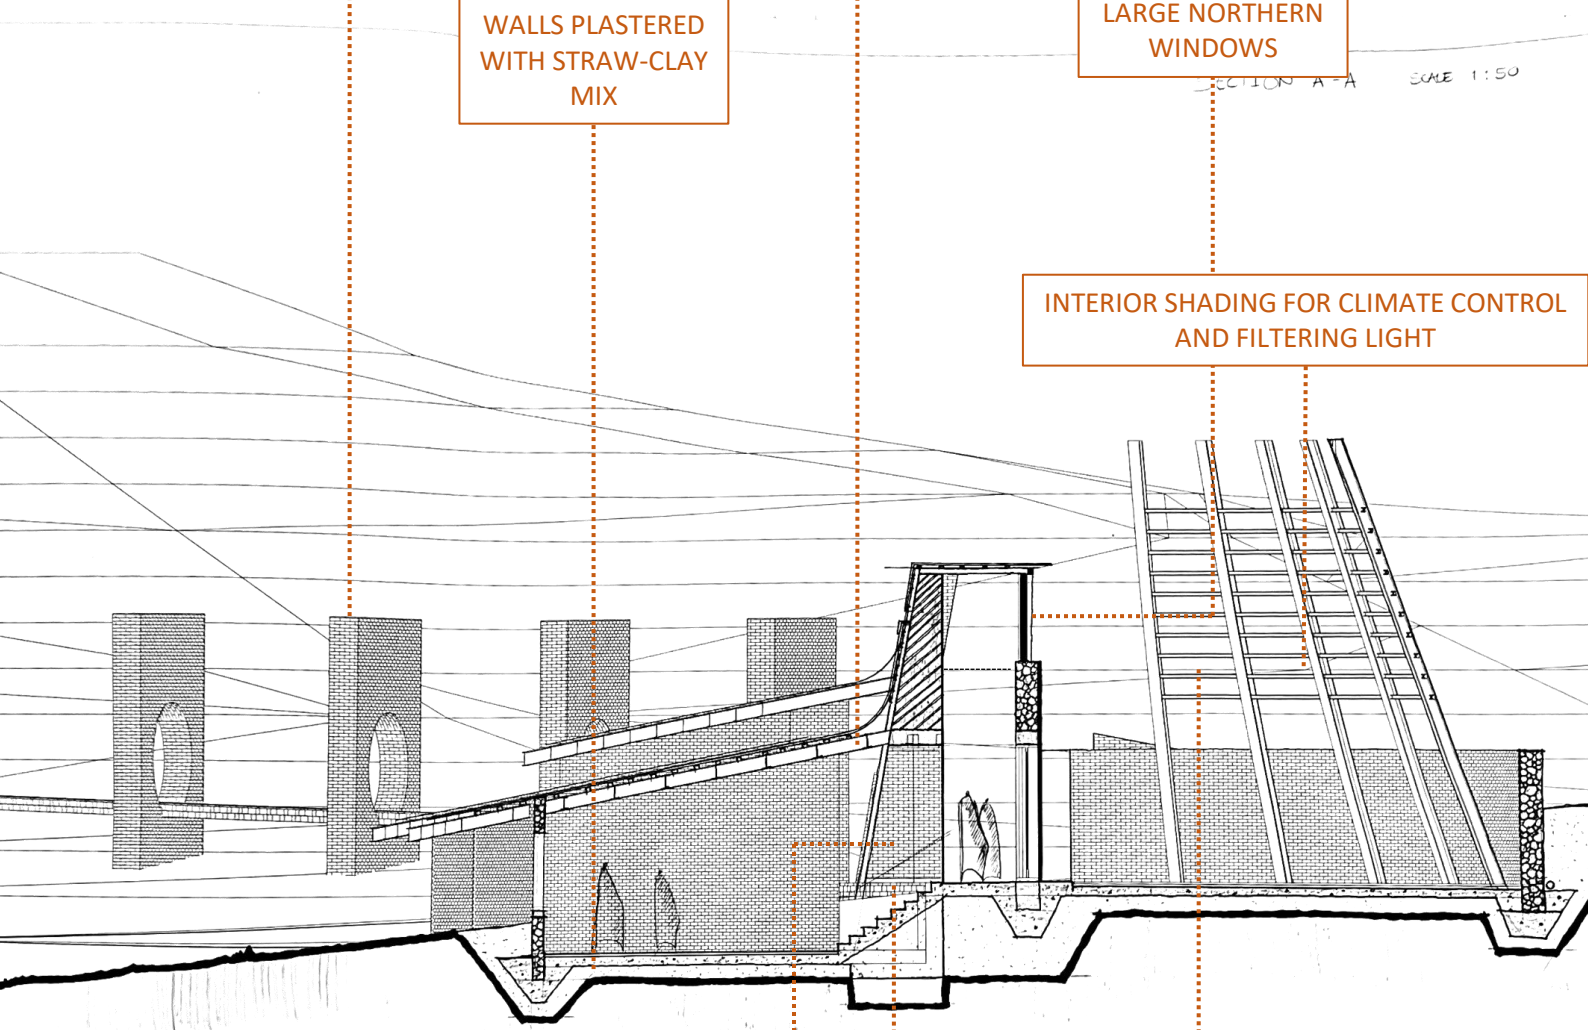 WALLS PLASTERED
WITH STRAW-CLAY
MIX
LARGE NORTHERN
WINDOWS
SECTION A-A SCALE 1:50
INTERIOR SHADING FOR CLIMATE CONTROL
AND FILTERING LIGHT